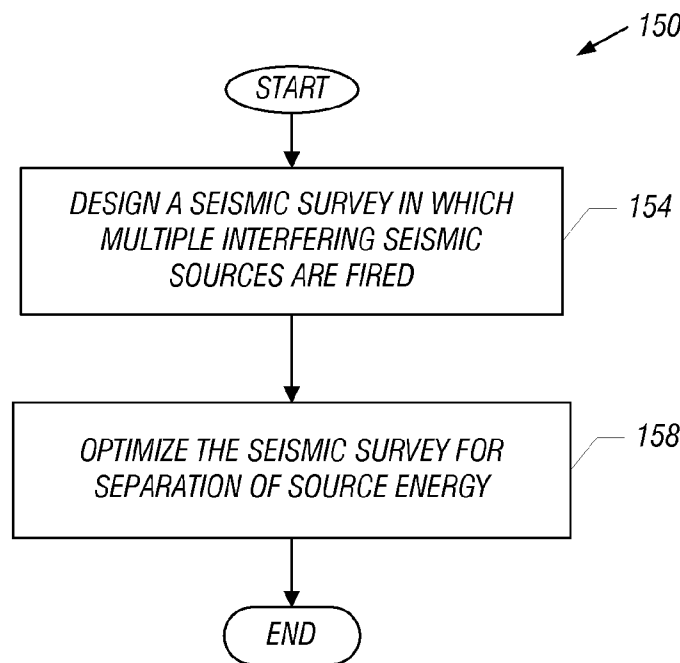 150
START
DESIGN A SEISMIC SURVEY IN WHICH
MULTIPLE INTERFERING SEISMIC
SOURCES ARE FIRED
154
OPTIMIZE THE SEISMIC SURVEY FOR
SEPARATION OF SOURCE ENERGY
158
END